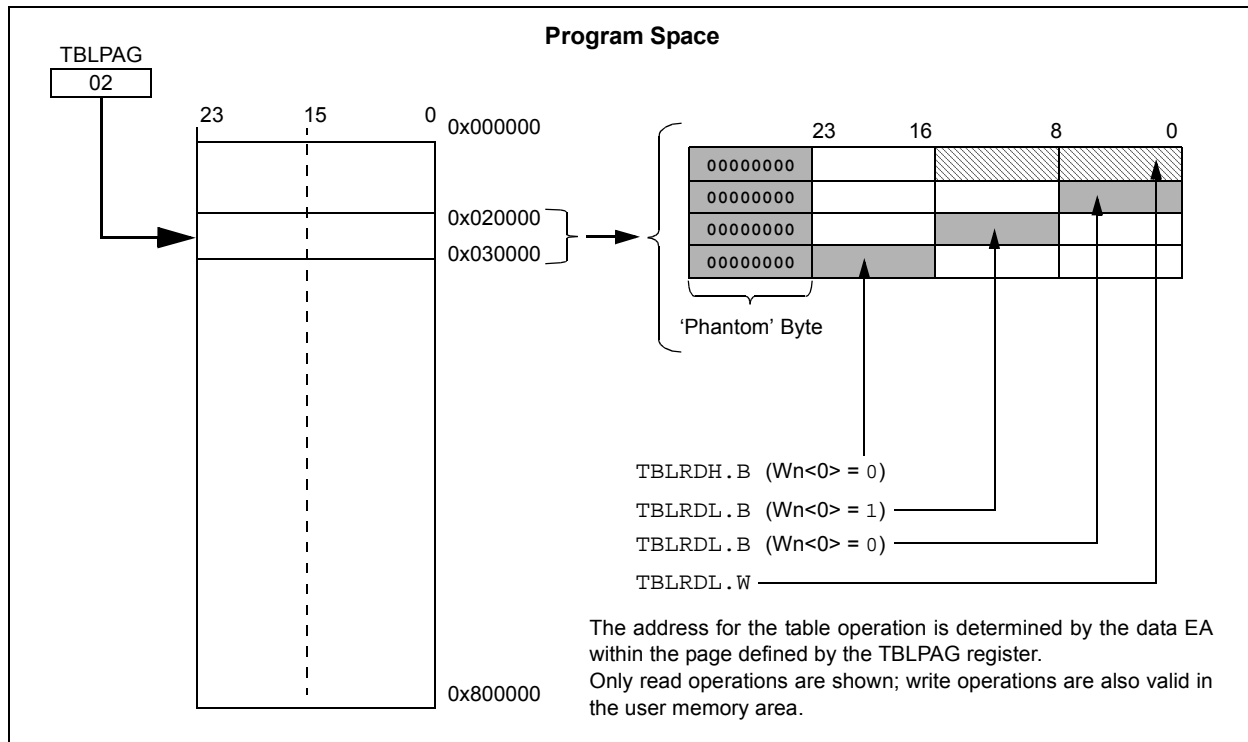 Program Space
TBLPAG
02
23 15 0
0x000000
23 16 8 0
00000000
00000000
0x020000
00000000
0x030000
00000000
‘Phantom’ Byte
TBLRDH.B (Wn<0> = 0)
TBLRDL.B (Wn<0> = 1)
TBLRDL.B (Wn<0> = 0)
TBLRDL.W
The address for the table operation is determined by the data EA
within the page defined by the TBLPAG register.
Only read operations are shown; write operations are also valid in
the user memory area.
0x800000